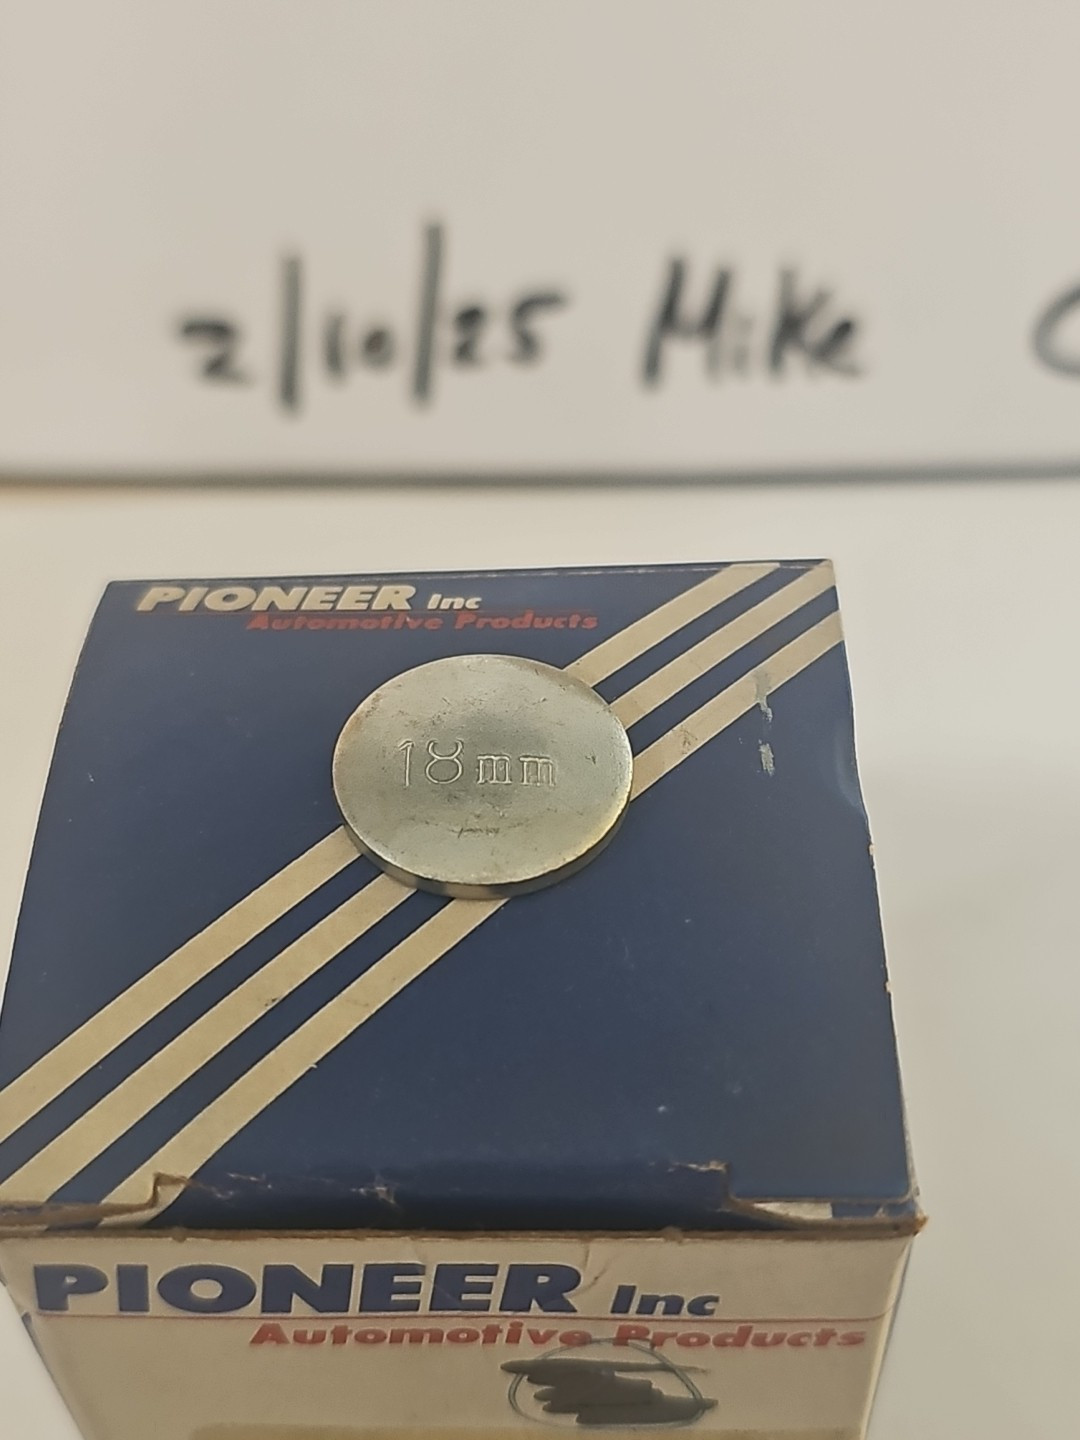 2/10/25 Mike C
PIONEER Inc
Automotive Products
18mm
PIONEER Inc
Automotive Products